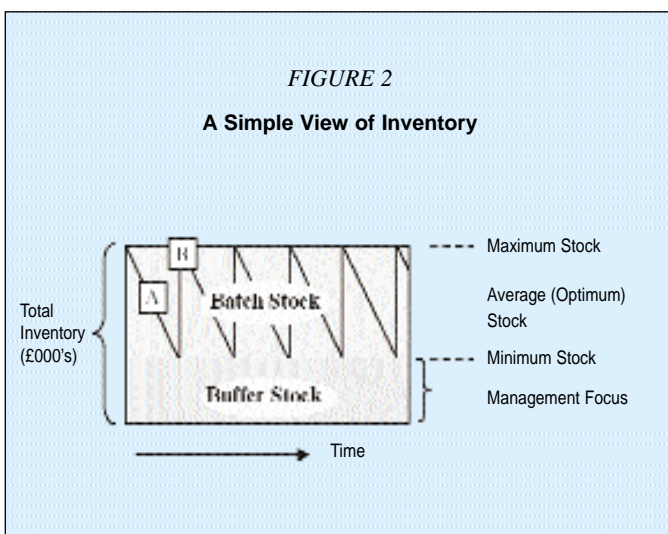 FIGURE 2
A Simple View of Inventory
B
A
Batch Stock
Buffer Stock
Total
Inventory
(£000's)
Maximum Stock
Average (Optimum)
Stock
Minimum Stock
Management Focus
Time